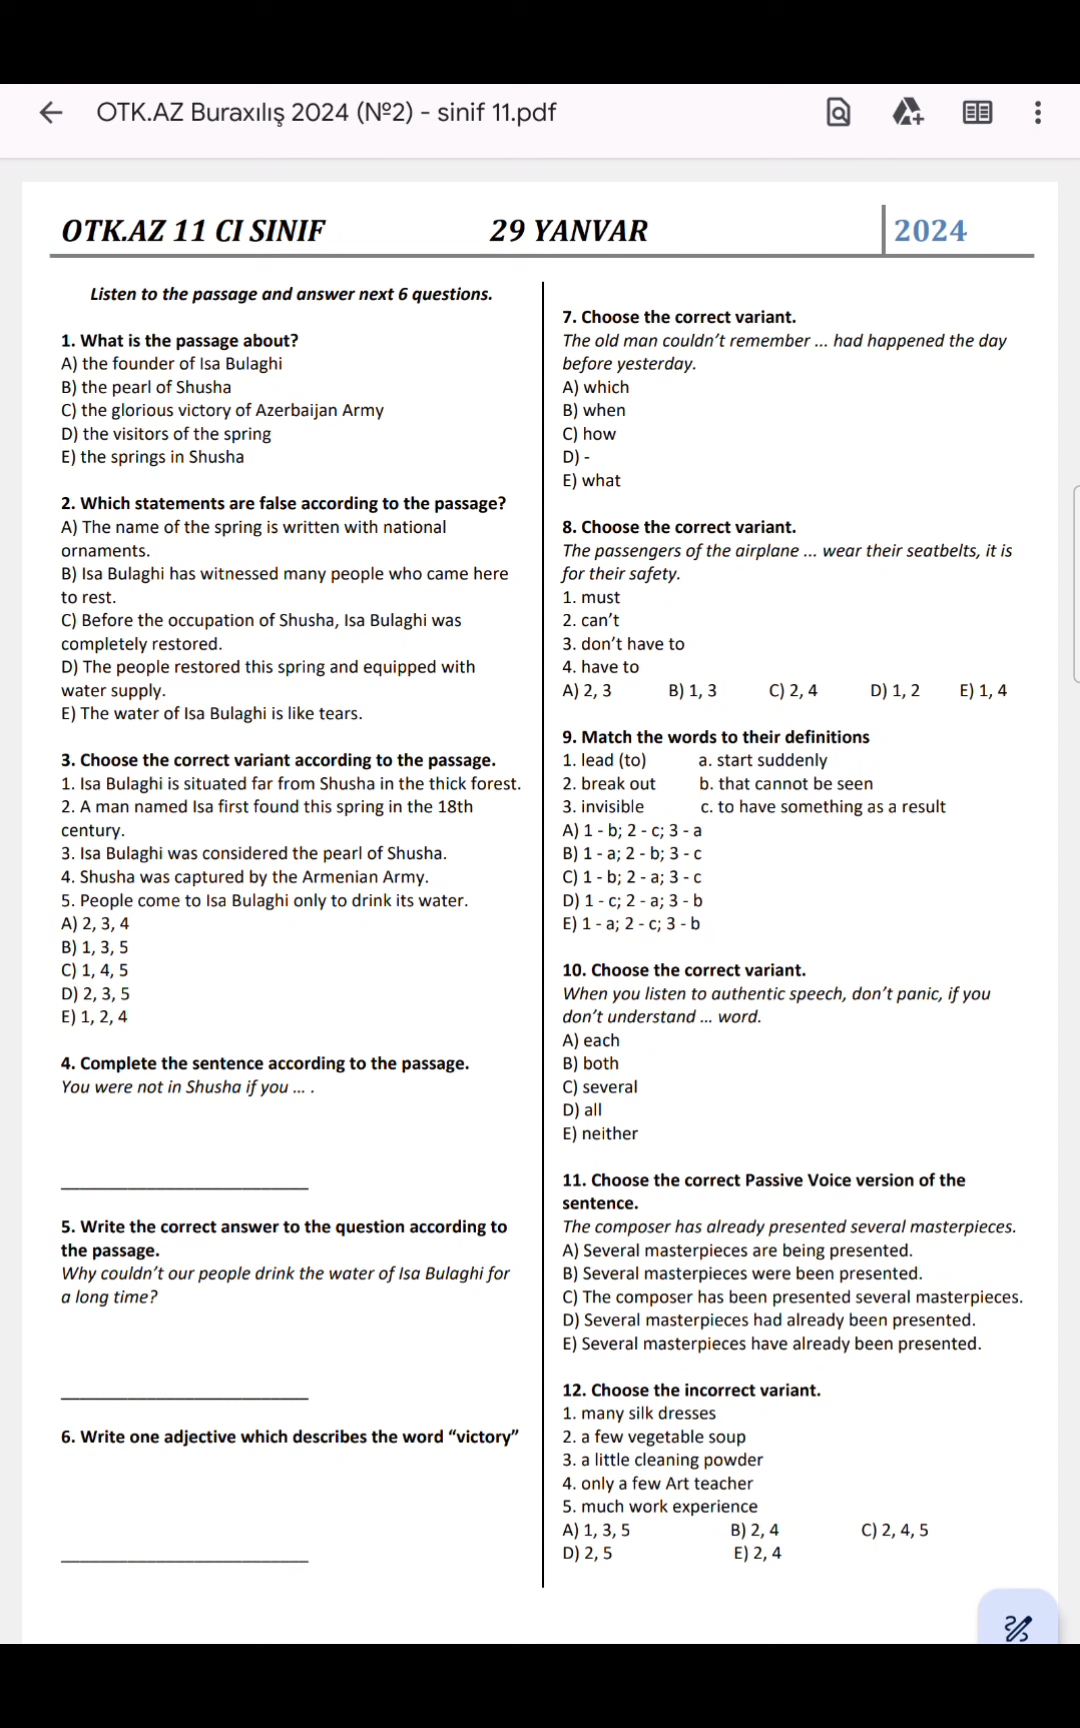 OTK.AZ Buraxılış 2024 (№2) - sinif 11.pdf
OTK.AZ 11 CI SINIF 29 YANVAR 2024
Listen to the passage and answer next 6 questions.
1. What is the passage about?
A) the founder of Isa Bulaghi
B) the pearl of Shusha
C) the glorious victory of Azerbaijan Army
D) the visitors of the spring
E) the springs in Shusha
2. Which statements are false according to the passage?
A) The name of the spring is written with national
ornaments.
B) Isa Bulaghi has witnessed many people who came here
to rest.
C) Before the occupation of Shusha, Isa Bulaghi was
completely restored.
D) The people restored this spring and equipped with
water supply.
E) The water of Isa Bulaghi is like tears.
3. Choose the correct variant according to the passage.
1. Isa Bulaghi is situated far from Shusha in the thick forest.
2. A man named Isa first found this spring in the 18th
century.
3. Isa Bulaghi was considered the pearl of Shusha.
4. Shusha was captured by the Armenian Army.
5. People come to Isa Bulaghi only to drink its water.
A) 2, 3, 4
B) 1, 3, 5
C) 1, 4, 5
D) 2, 3, 5
E) 1, 2, 4
4. Complete the sentence according to the passage.
You were not in Shusha if you ... .
5. Write the correct answer to the question according to
the passage.
Why couldn’t our people drink the water of Isa Bulaghi for
a long time?
6. Write one adjective which describes the word “victory”
7. Choose the correct variant.
The old man couldn’t remember ... had happened the day
before yesterday.
A) which
B) when
C) how
D) -
E) what
8. Choose the correct variant.
The passengers of the airplane ... wear their seatbelts, it is
for their safety.
1. must
2. can’t
3. don’t have to
4. have to
A) 2, 3 B) 1, 3 C) 2, 4 D) 1, 2 E) 1, 4
9. Match the words to their definitions
1. lead (to) a. start suddenly
2. break out b. that cannot be seen
3. invisible c. to have something as a result
A) 1 - b; 2 - c; 3 - a
B) 1 - a; 2 - b; 3 - c
C) 1 - b; 2 - a; 3 - c
D) 1 - c; 2 - a; 3 - b
E) 1 - a; 2 - c; 3 - b
10. Choose the correct variant.
When you listen to authentic speech, don’t panic, if you
don’t understand ... word.
A) each
B) both
C) several
D) all
E) neither
11. Choose the correct Passive Voice version of the
sentence.
The composer has already presented several masterpieces.
A) Several masterpieces are being presented.
B) Several masterpieces were been presented.
C) The composer has been presented several masterpieces.
D) Several masterpieces had already been presented.
E) Several masterpieces have already been presented.
12. Choose the incorrect variant.
1. many silk dresses
2. a few vegetable soup
3. a little cleaning powder
4. only a few Art teacher
5. much work experience
A) 1, 3, 5 B) 2, 4 C) 2, 4, 5
D) 2, 5 E) 2, 4